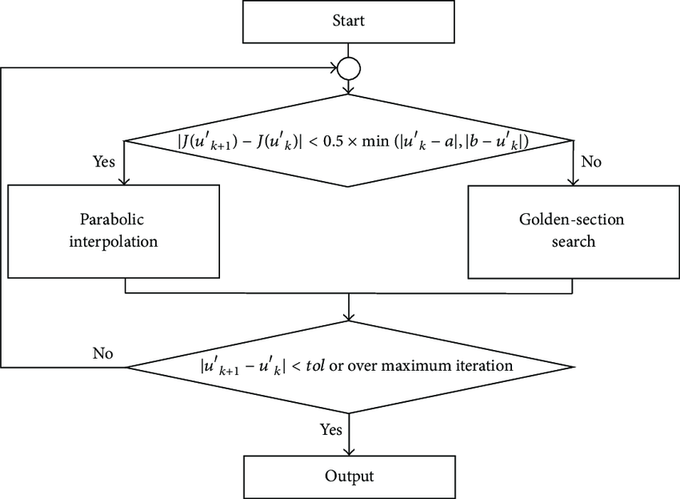 Start
|J(u′ₖ₊₁) − J(u′ₖ)| < 0.5 × min (|u′ₖ − a|, |b − u′ₖ|)
Yes
No
Parabolic
interpolation
Golden-section
search
No
|u′ₖ₊₁ − u′ₖ| < tol or over maximum iteration
Yes
Output